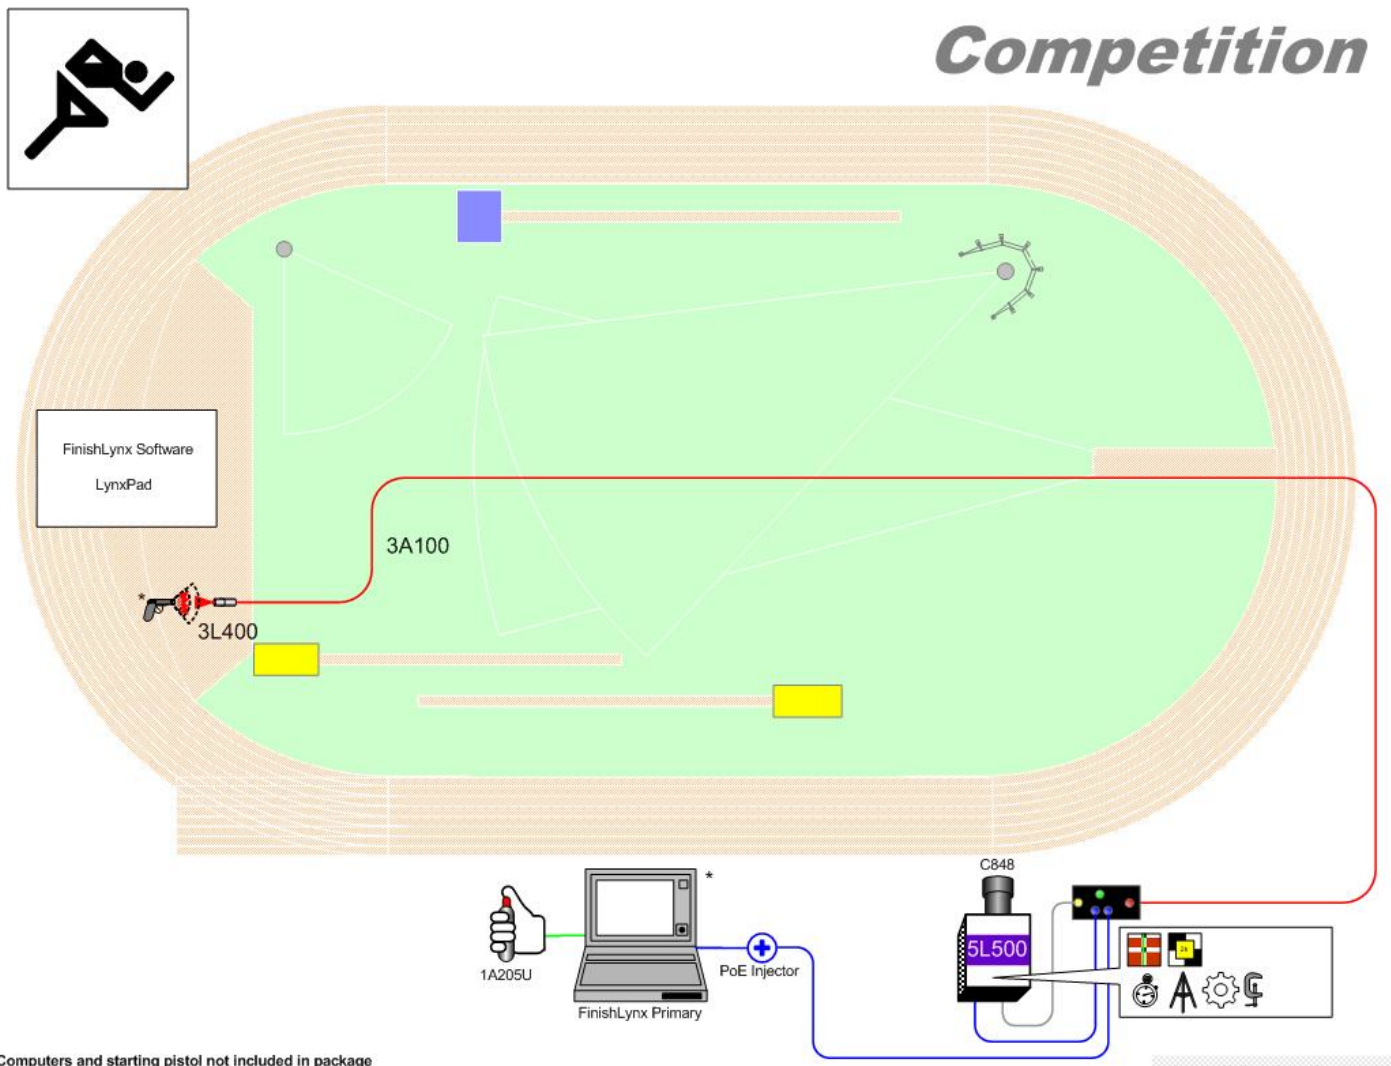 Competition
FinishLynx Software
LynxPad
3A100
*
3L400
C848
*
5L500
1A205U
PoE Injector
FinishLynx Primary
Computers and starting pistol not included in package